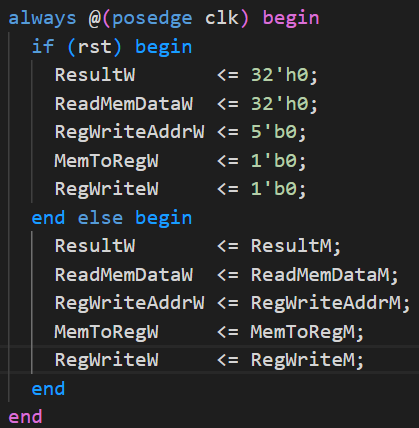 always @(posedge clk) begin
  if (rst) begin
    ResultW       <= 32'h0;
    ReadMemDataW  <= 32'h0;
    RegWriteAddrW <= 5'b0;
    MemToRegW     <= 1'b0;
    RegWriteW     <= 1'b0;
  end else begin
    ResultW       <= ResultM;
    ReadMemDataW  <= ReadMemDataM;
    RegWriteAddrW <= RegWriteAddrM;
    MemToRegW     <= MemToRegM;
    RegWriteW     <= RegWriteM;
  end
end